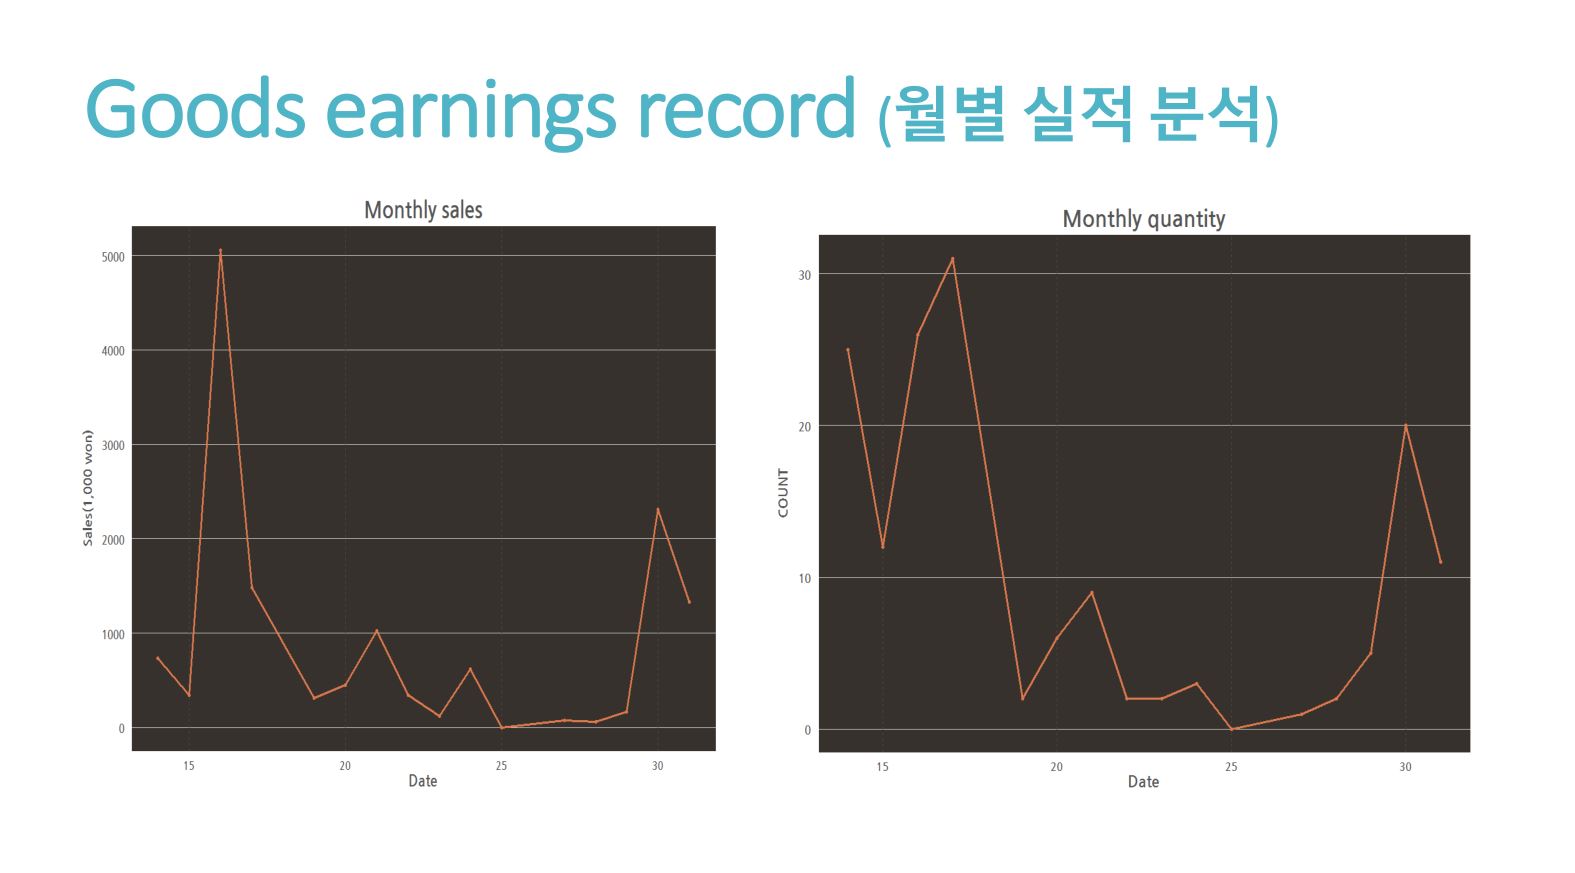 Goods earnings record (월별 실적 분석)
Monthly sales
5000
4000
3000
2000
1000
0
Sales(1,000 won)
15 20 25 30
Date
Monthly quantity
30
20
10
0
COUNT
15 20 25 30
Date